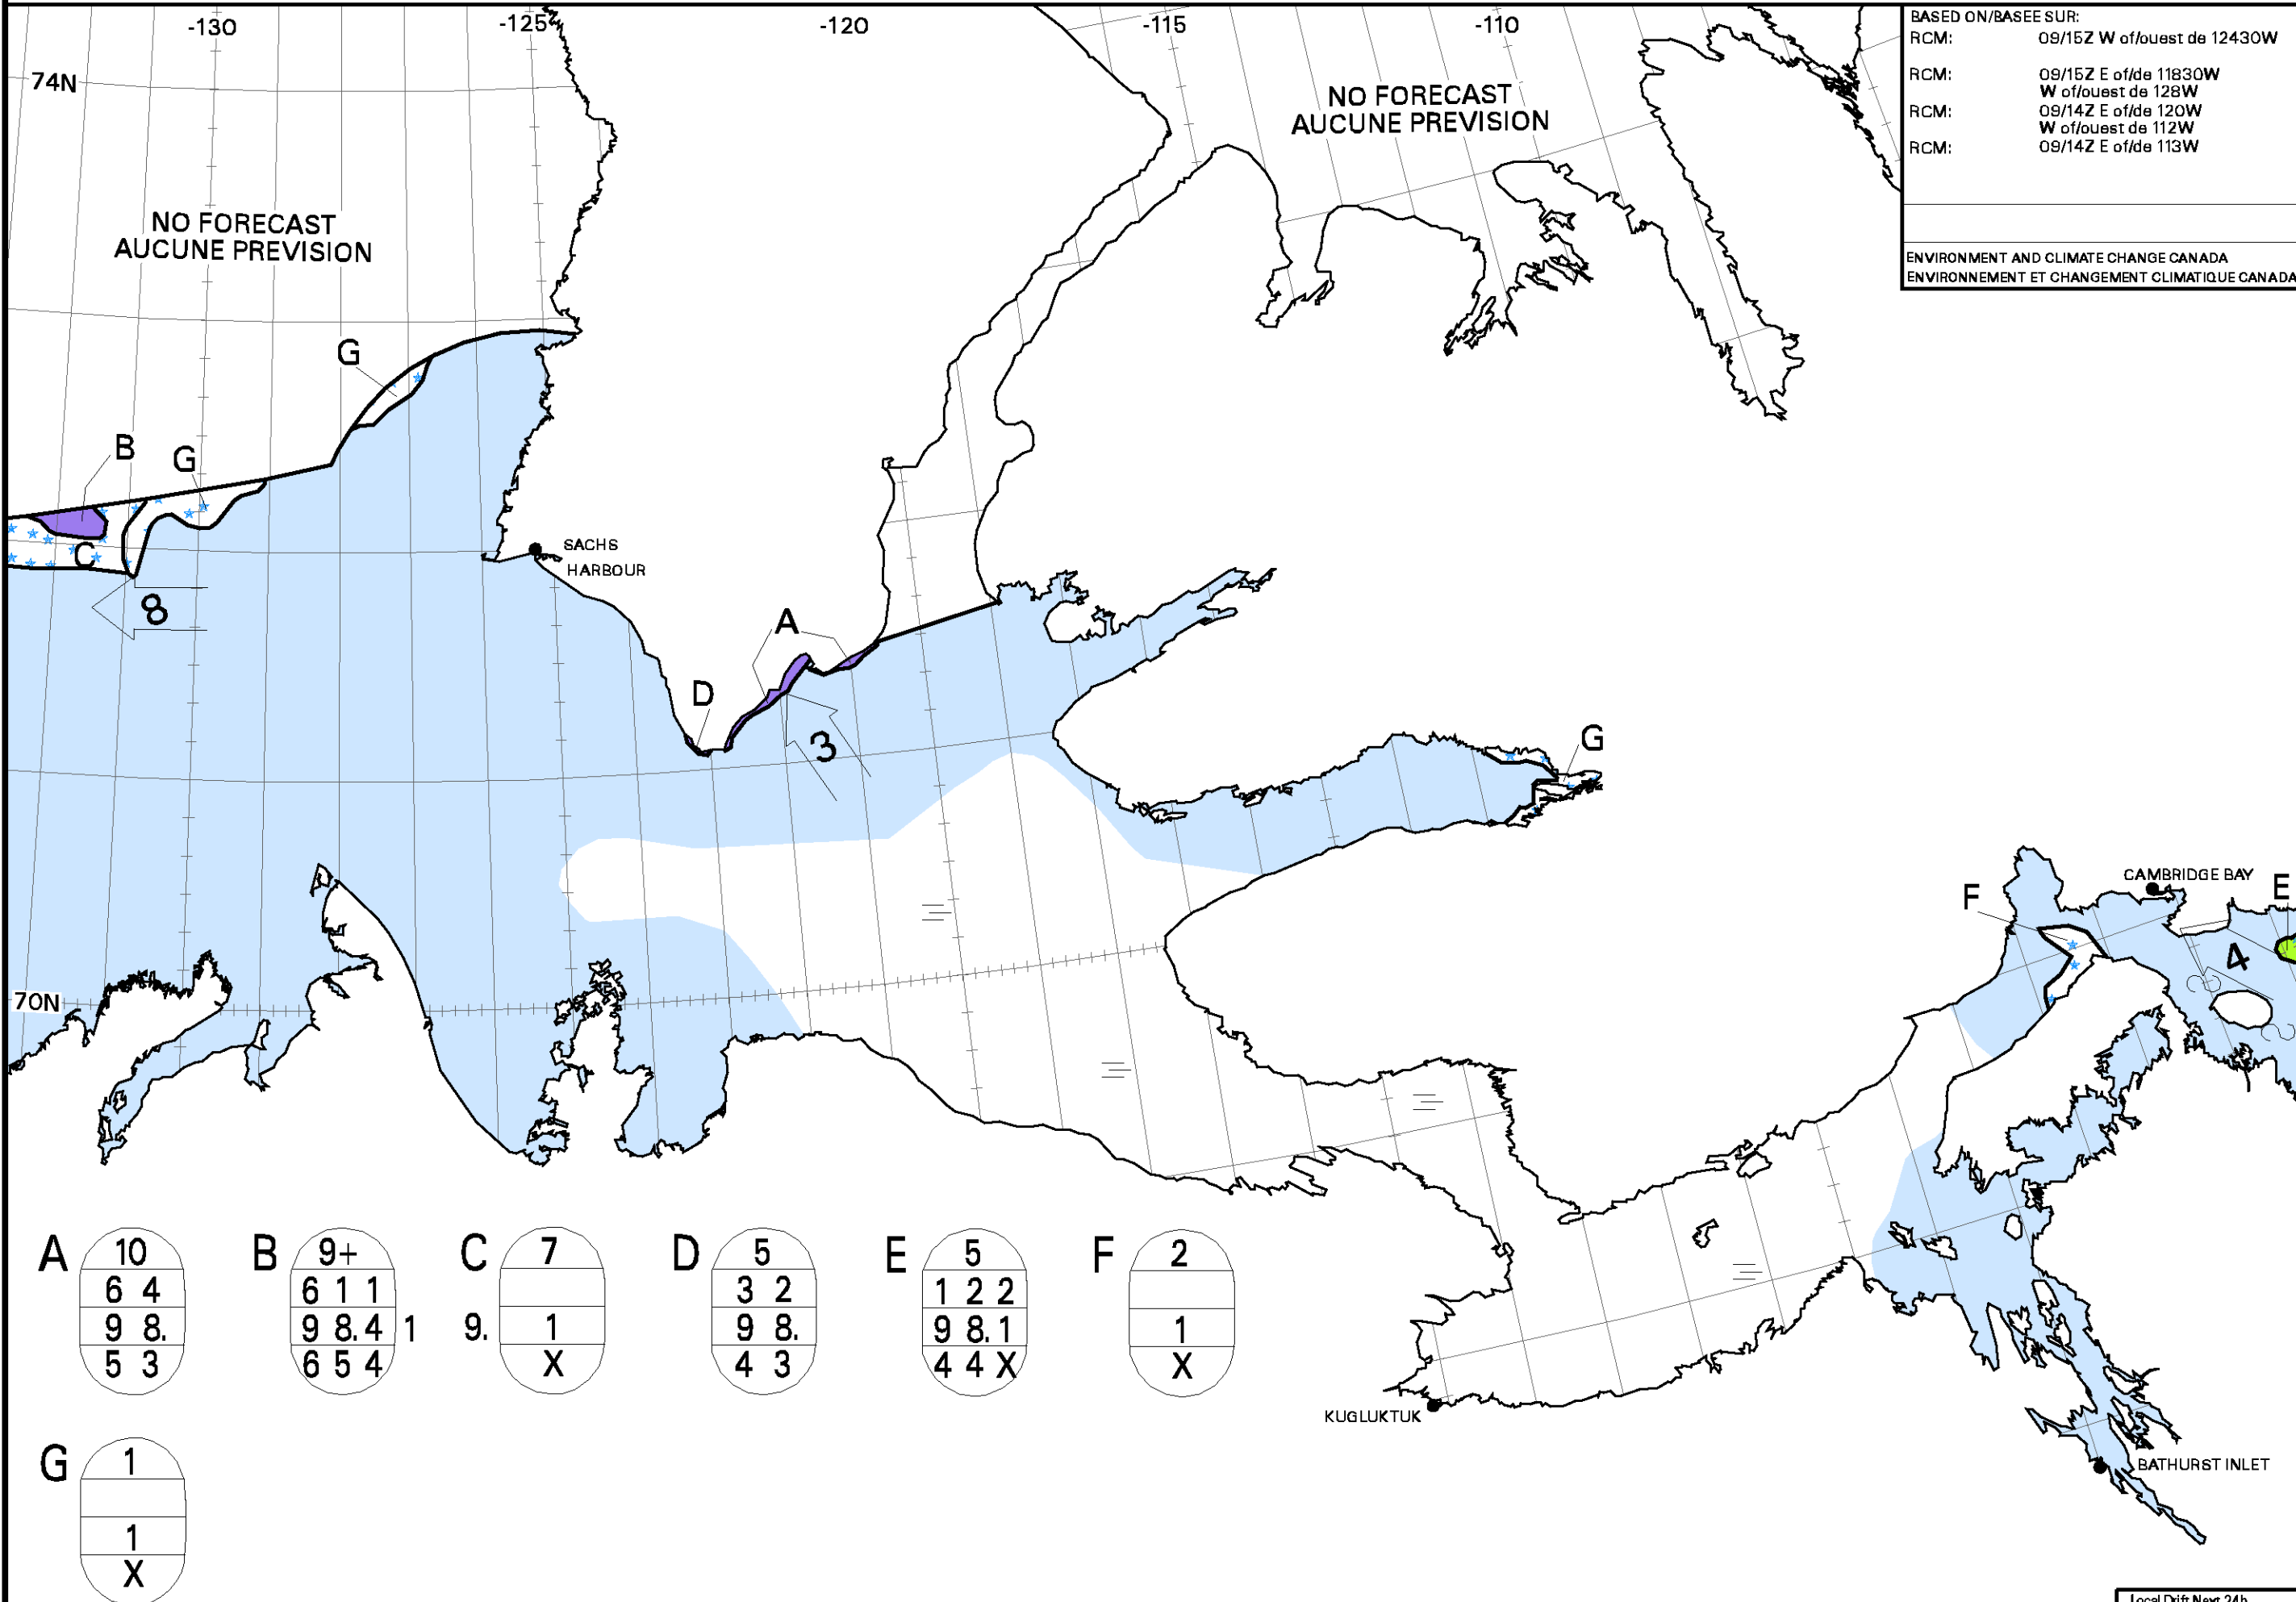 -130
-125
-120
-115
-110
74N
NO FORECAST
AUCUNE PREVISION
BASED ON/BASEE SUR:
RCM: 09/15Z W of/ouest de 12430W
RCM: 09/15Z E of/de 11830W
W of/ouest de 128W
RCM: 09/14Z E of/de 120W
W of/ouest de 112W
RCM: 09/14Z E of/de 113W
ENVIRONMENT AND CLIMATE CHANGE CANADA
ENVIRONNEMENT ET CHANGEMENT CLIMATIQUE CANADA
NO FORECAST
AUCUNE PREVISION
G
B
G
C
SACHS
HARBOUR
8
A
D
3
G
CAMBRIDGE BAY
E
F
4
70N
A
10
6 4
9 8.
5 3
B
9+
6 1 1
9 8. 4 1
6 5 4
C
7
9. 1
X
D
5
3 2
9 8.
4 3
E
5
1 2 2
9 8. 1
4 4 X
F
2
1
X
KUGLUKTUK
BATHURST INLET
G
1
1
X
Local Drift Next 24h